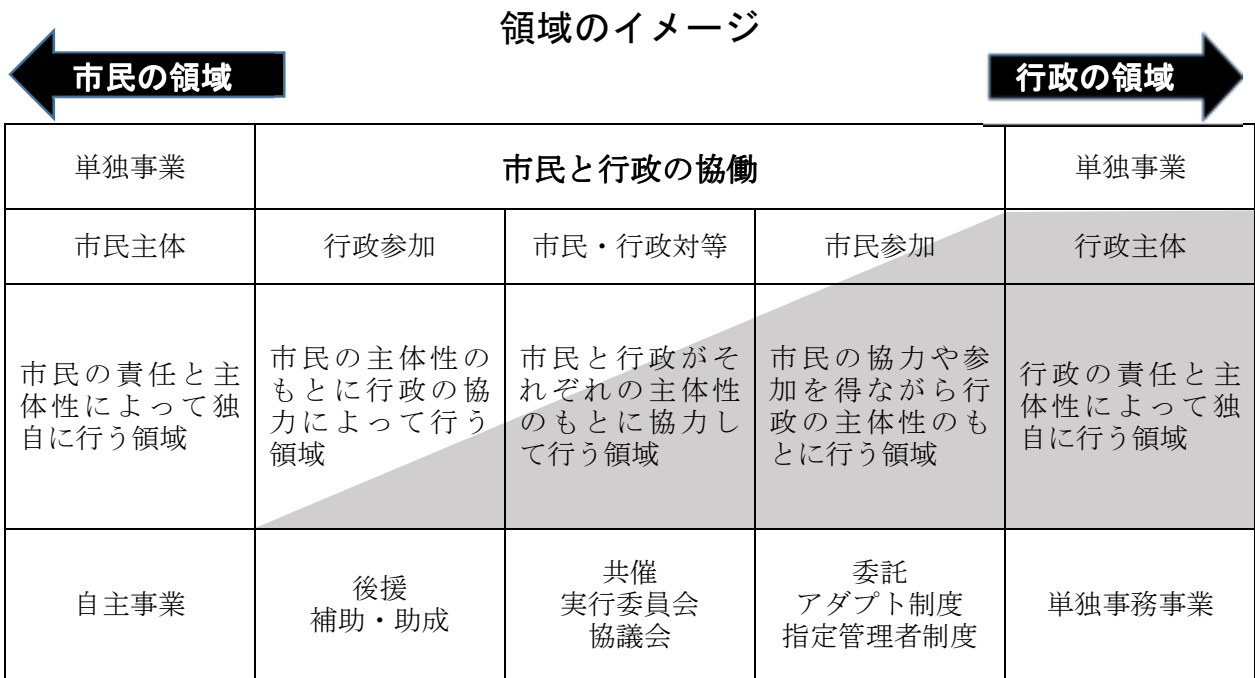 領域のイメージ
市民の領域
行政の領域
単独事業
市民と行政の協働
単独事業
市民主体
行政参加
市民・行政対等
市民参加
行政主体
市民の責任と主
体性によって独
自に行う領域
市民の主体性の
もとに行政の協
力によって行う
領域
市民と行政がそ
れぞれの主体性
のもとに協力し
て行う領域
市民の協力や参
加を得ながら行
政の主体性のも
とに行う領域
行政の責任と主
体性によって独
自に行う領域
自主事業
後援
補助・助成
共催
実行委員会
協議会
委託
アダプト制度
指定管理者制度
単独事務事業